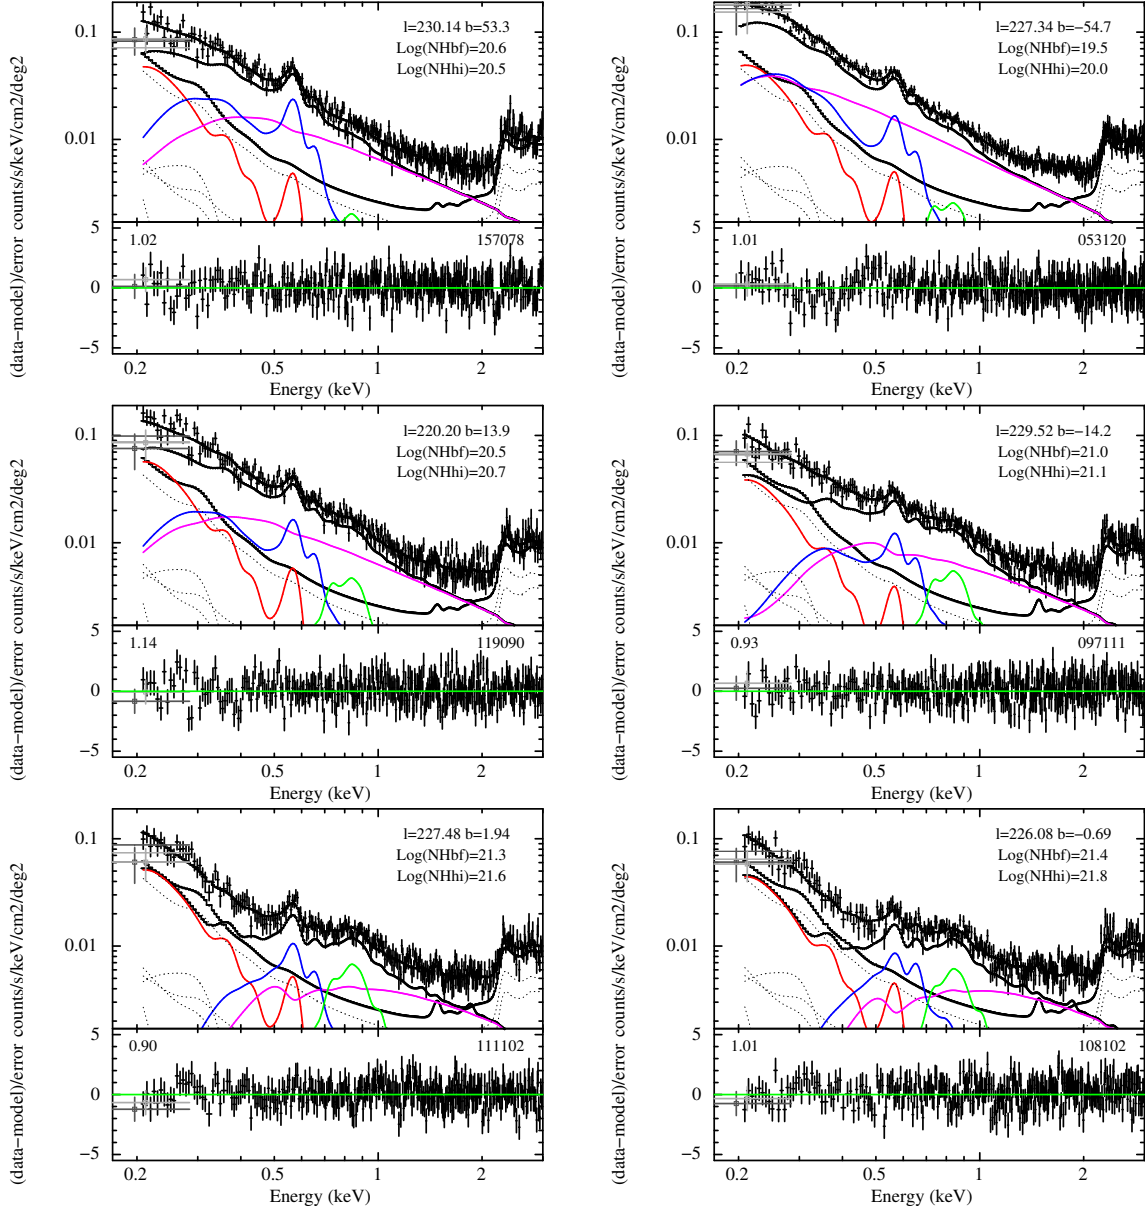 l=230.14 b=53.3
Log(NHbf)=20.6
Log(NHhi)=20.5
0.1
0.01
5
0
−5
1.02
157078
0.2
0.5
1
2
Energy (keV)
(data−model)/error counts/s/keV/cm2/deg2
l=227.34 b=−54.7
Log(NHbf)=19.5
Log(NHhi)=20.0
0.1
0.01
5
0
−5
1.01
053120
0.2
0.5
1
2
Energy (keV)
(data−model)/error counts/s/keV/cm2/deg2
l=220.20 b=13.9
Log(NHbf)=20.5
Log(NHhi)=20.7
0.1
0.01
5
0
−5
1.14
119090
0.2
0.5
1
2
Energy (keV)
(data−model)/error counts/s/keV/cm2/deg2
l=229.52 b=−14.2
Log(NHbf)=21.0
Log(NHhi)=21.1
0.1
0.01
5
0
−5
0.93
097111
0.2
0.5
1
2
Energy (keV)
(data−model)/error counts/s/keV/cm2/deg2
l=227.48 b=1.94
Log(NHbf)=21.3
Log(NHhi)=21.6
0.1
0.01
5
0
−5
0.90
111102
0.2
0.5
1
2
Energy (keV)
(data−model)/error counts/s/keV/cm2/deg2
l=226.08 b=−0.69
Log(NHbf)=21.4
Log(NHhi)=21.8
0.1
0.01
5
0
−5
1.01
108102
0.2
0.5
1
2
Energy (keV)
(data−model)/error counts/s/keV/cm2/deg2